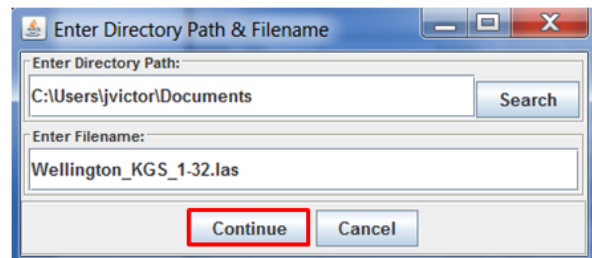 Enter Directory Path & Filename
Enter Directory Path:
C:\Users\jvictor\Documents
Search
Enter Filename:
Wellington_KGS_1-32.las
Continue Cancel